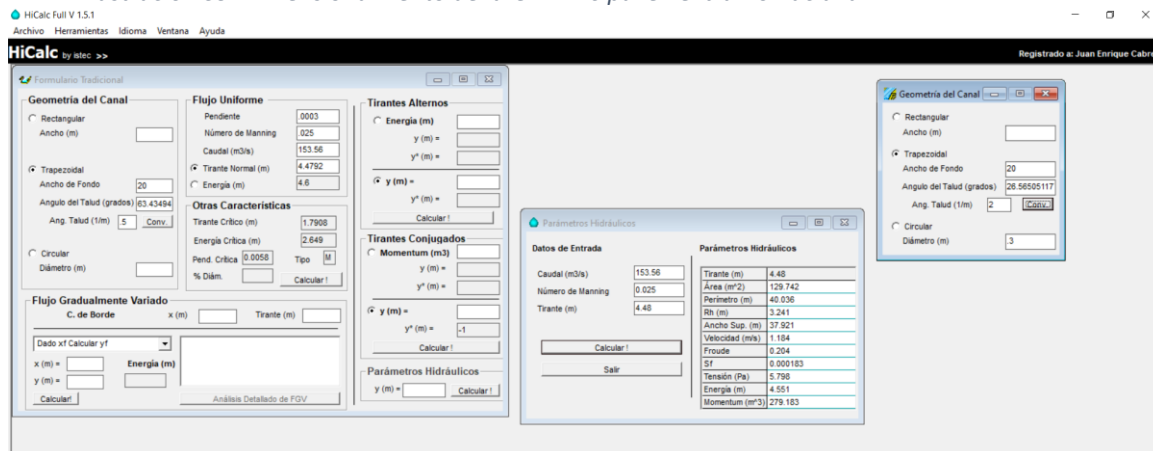 HiCalc Full V 1.5.1
Archivo Herramientas Idioma Ventana Ayuda
HiCalc by istec >>
Registrado a: Juan Enrique Cabre
Formulario Tradicional
Geometría del Canal
Rectangular
Ancho (m)
Trapezoidal
Ancho de Fondo 20
Angulo del Talud (grados) 63.43494
Ang. Talud (1/m) .5 Conv.
Circular
Diámetro (m)
Flujo Uniforme
Pendiente .0003
Número de Manning .025
Caudal (m3/s) 153.56
Tirante Normal (m) 4.4792
Energía (m) 4.6
Otras Características
Tirante Crítico (m) 1.7908
Energía Crítica (m) 2.649
Pend. Crítica 0.0058 Tipo M
% Diám. Calcular !
Flujo Gradualmente Variado
C. de Borde x (m) Tirante (m)
Dado xf Calcular yf
x (m) = Energía (m)
y (m) =
Calcular! Análisis Detallado de FGV
Tirantes Alternos
Energía (m)
y (m) =
y* (m) =
y (m) =
y* (m) =
Calcular !
Tirantes Conjugados
Momentum (m3)
y (m) =
y* (m) =
y (m) =
y* (m) = -1
Calcular !
Parámetros Hidráulicos
y (m) = Calcular !
Parámetros Hidráulicos
Datos de Entrada
Caudal (m3/s) 153.56
Número de Manning 0.025
Tirante (m) 4.48
Calcular !
Salir
Parámetros Hidráulicos
Tirante (m) 4.48
Área (m^2) 129.742
Perímetro (m) 40.036
Rh (m) 3.241
Ancho Sup. (m) 37.921
Velocidad (m/s) 1.184
Froude 0.204
Sf 0.000183
Tensión (Pa) 5.798
Energía (m) 4.551
Momentum (m^3) 279.183
Geometría del Canal
Rectangular
Ancho (m)
Trapezoidal
Ancho de Fondo 20
Angulo del Talud (grados) 26.56505117
Ang. Talud (1/m) 2 Conv.
Circular
Diámetro (m) .3